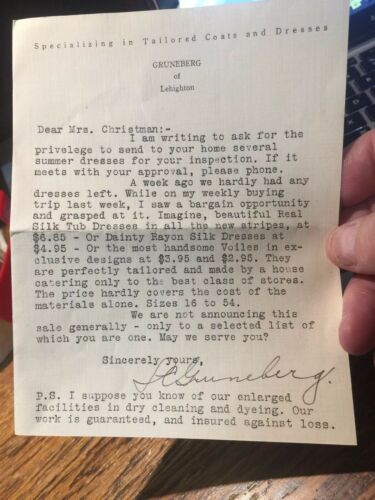 Specializing in Tailored Coats and Dresses
GRUNEBERG
of
Lehighton
Dear Mrs. Christman:-
I am writing to ask for the
privelege to send to your home several
summer dresses for your inspection. If it
meets with your approval, please phone.
A week ago we hardly had any
dresses left. While on my weekly buying
trip last week, I saw a bargain opportunity
and grasped at it. Imagine, beautiful Real
Silk Tub Dresses in all the new stripes, at
$6.85 - Or Dainty Rayon Silk Dresses at
$4.95 - Or the most handsome Voiles in ex-
clusive designs at $3.95 and $2.95. They
are perfectly tailored and made by a house
catering only to the best class of stores.
The price hardly covers the cost of the
materials alone. Sizes 16 to 54.
We are not announcing this
sale generally - only to a selected list of
which you are one. May we serve you?
Sincerely yours,
Gruneberg.
P.S. I suppose you know of our enlarged
facilities in dry cleaning and dyeing. Our
work is guaranteed, and insured against loss.